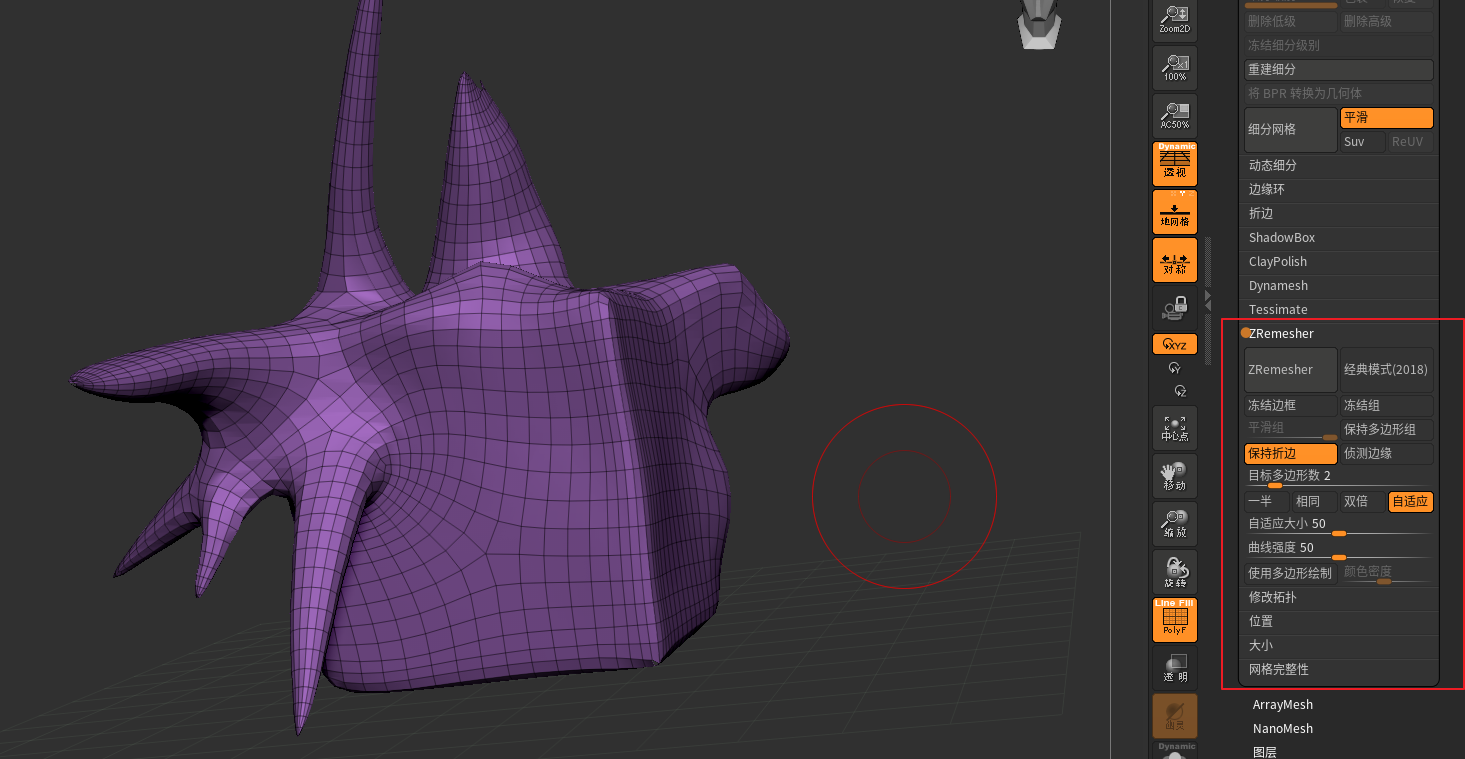 Zoom2D
100%
AC50%
Dynamic
透视
地网格
对称
XYZ
Y
Z
中心点
移动
缩放
旋转
Line Fill
PolyF
透 明
幽灵
Dynamic
删除低级 删除高级
冻结细分级别
重建细分
将 BPR 转换为几何体
细分网格 平滑
Suv ReUV
动态细分
边缘环
折边
ShadowBox
ClayPolish
Dynamesh
Tessimate
ZRemesher
ZRemesher 经典模式(2018)
冻结边框 冻结组
平滑组 保持多边形组
保持折边 侦测边缘
目标多边形数 2
一半 相同 双倍 自适应
自适应大小 50
曲线强度 50
使用多边形绘制 颜色密度
修改拓扑
位置
大小
网格完整性
ArrayMesh
NanoMesh
图层